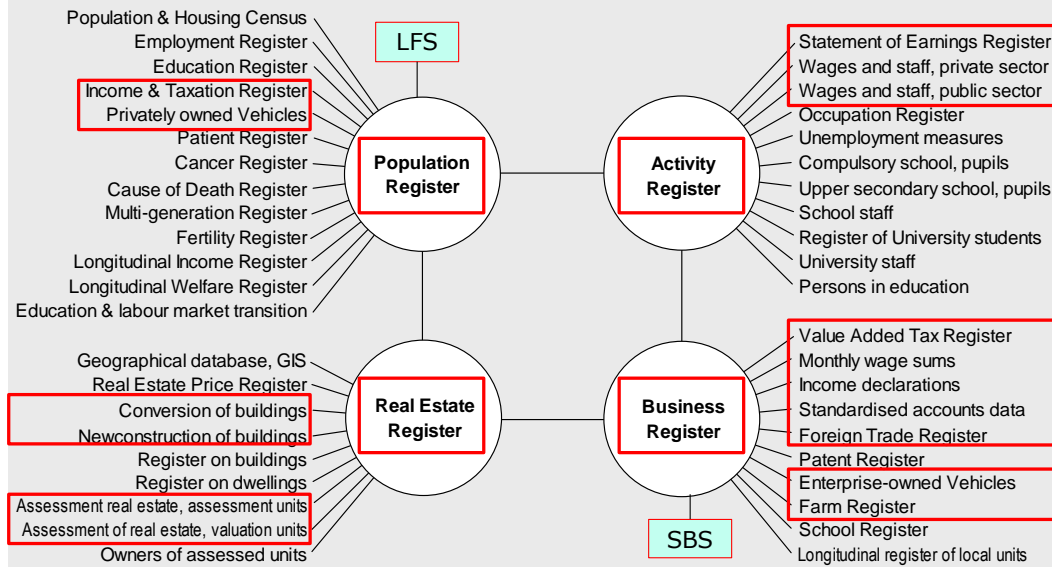 Population & Housing Census
Employment Register
Education Register
Income & Taxation Register
Privately owned Vehicles
Patient Register
Cancer Register
Cause of Death Register
Multi-generation Register
Fertility Register
Longitudinal Income Register
Longitudinal Welfare Register
Education & labour market transition
LFS
Population
Register
Activity
Register
Statement of Earnings Register
Wages and staff, private sector
Wages and staff, public sector
Occupation Register
Unemployment measures
Compulsory school, pupils
Upper secondary school, pupils
School staff
Register of University students
University staff
Persons in education
Geographical database, GIS
Real Estate Price Register
Conversion of buildings
Newconstruction of buildings
Register on buildings
Register on dwellings
Assessment real estate, assessment units
Assessment of real estate, valuation units
Owners of assessed units
Real Estate
Register
Business
Register
SBS
Value Added Tax Register
Monthly wage sums
Income declarations
Standardised accounts data
Foreign Trade Register
Patent Register
Enterprise-owned Vehicles
Farm Register
School Register
Longitudinal register of local units